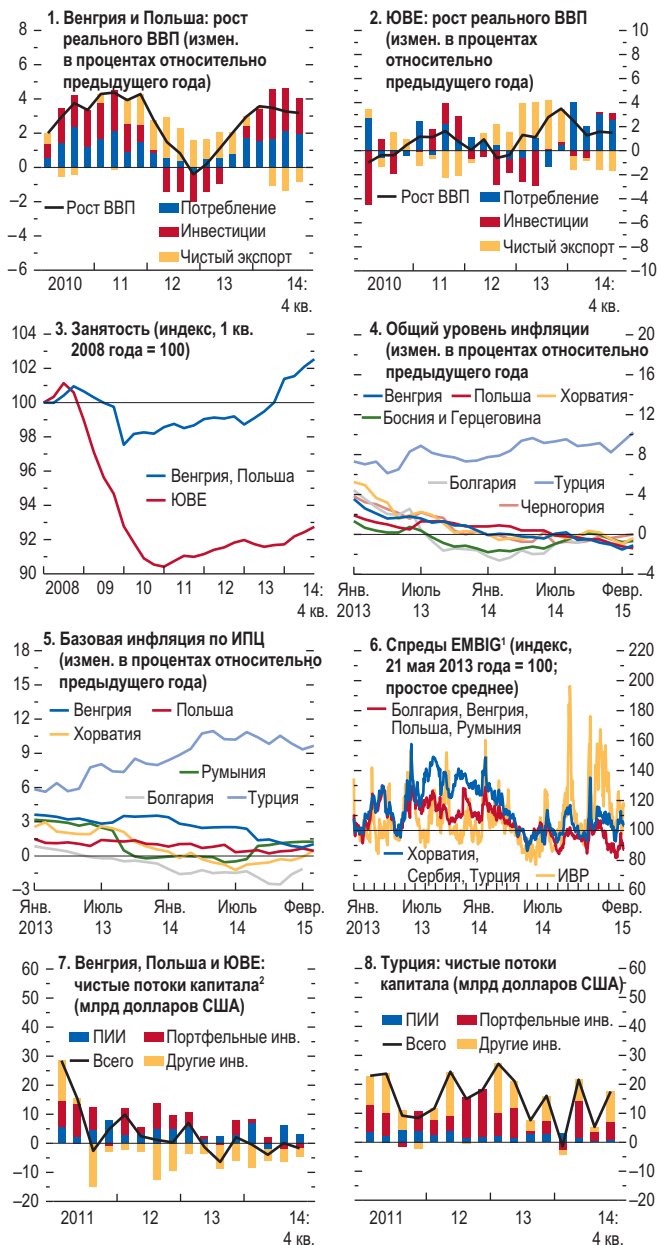 1. Венгрия и Польша: рост
реального ВВП (измен.
в процентах относительно
предыдущего года)
8
6
4
2
0
–2
–4
–6
Рост ВВП
Потребление
Инвестиции
Чистый экспорт
2010 11 12 13 14:
4 кв.
2. ЮВЕ: рост реального ВВП
(измен. в процентах
относительно
предыдущего года)
10
8
6
4
2
0
–2
–4
–6
–8
–10
Рост ВВП
Потребление
Инвестиции
Чистый экспорт
2010 11 12 13 14:
4 кв.
3. Занятость (индекс, 1 кв.
2008 года = 100)
104
102
100
98
96
94
92
90
Венгрия, Польша
ЮВЕ
2008 09 10 11 12 13 14:
4 кв.
4. Общий уровень инфляции
(измен. в процентах относительно
предыдущего года
20
16
12
8
4
0
–4
Венгрия Польша Хорватия
Босния и Герцеговина
Болгария Турция
Черногория
Янв. Июль Янв. Июль Февр.
2013 13 14 14 15
5. Базовая инфляция по ИПЦ
(измен. в процентах относительно
предыдущего года)
18
15
12
9
6
3
0
–3
Венгрия Польша
Хорватия
Румыния
Болгария Турция
Янв. Июль Янв. Июль Февр.
2013 13 14 14 15
6. Спреды EMBIG¹ (индекс,
21 мая 2013 года = 100;
простое среднее)
220
200
180
160
140
120
100
80
60
Болгария, Венгрия,
Польша, Румыния
Хорватия,
Сербия, Турция
ИВР
Янв. Июль Янв. Июль Февр.
2013 13 14 14 15
7. Венгрия, Польша и ЮВЕ:
чистые потоки капитала²
(млрд долларов США)
60
50
40
30
20
10
0
–10
–20
ПИИ Портфельные инв.
Всего Другие инв.
2011 12 13 14:
4 кв.
8. Турция: чистые потоки
капитала (млрд долларов США)
60
50
40
30
20
10
0
–10
–20
ПИИ Портфельные инв.
Всего Другие инв.
2011 12 13 14:
4 кв.